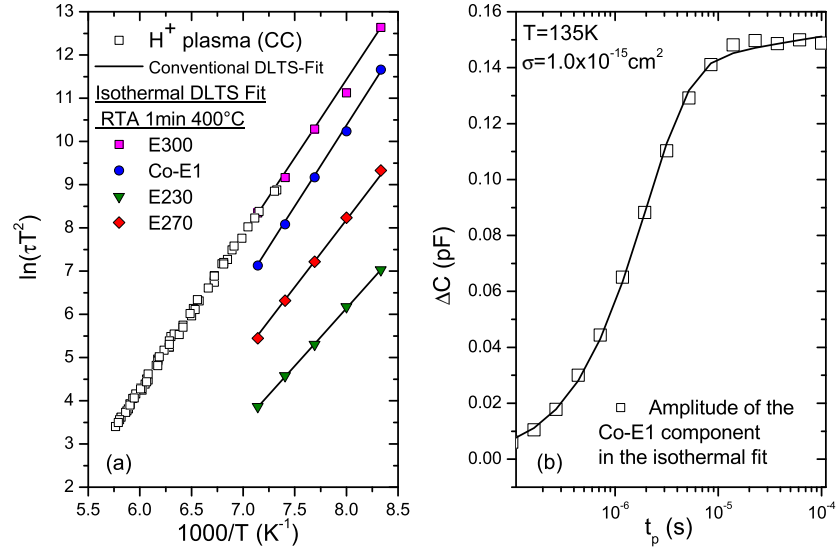 13
12
11
10
9
8
7
6
5
4
3
2
ln(τT²)
H⁺ plasma (CC)
Conventional DLTS-Fit
Isothermal DLTS Fit
RTA 1min 400°C
E300
Co-E1
E230
E270
(a)
5.5 6.0 6.5 7.0 7.5 8.0 8.5
1000/T (K⁻¹)
0.16
0.14
0.12
0.10
0.08
0.06
0.04
0.02
0.00
ΔC (pF)
T=135K
σ=1.0x10⁻¹⁵cm²
Amplitude of the
Co-E1 component
in the isothermal fit
(b)
10⁻⁶ 10⁻⁵ 10⁻⁴
tₚ (s)